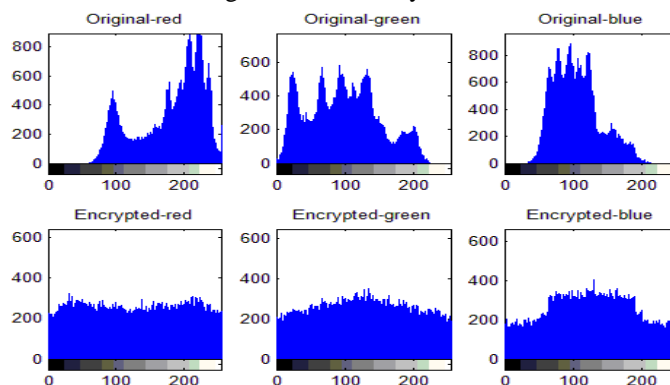 Original-red Original-green Original-blue
800 600 800
600 400 600
400 200 400
200 0 200
0 0
0 100 200 0 100 200 0 100 200
Encrypted-red Encrypted-green Encrypted-blue
600 600 600
400 400 400
200 200 200
0 0 0
0 100 200 0 100 200 0 100 200